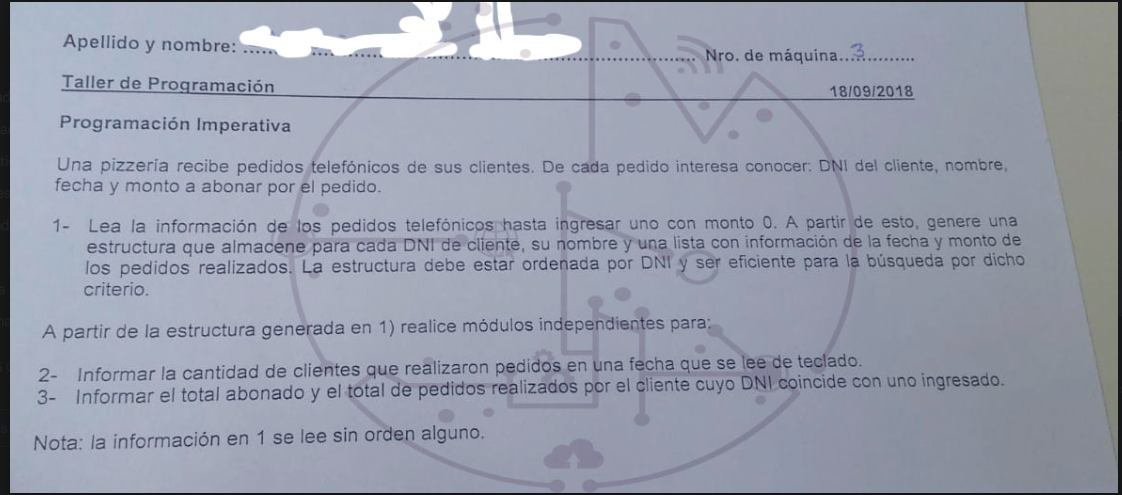 Apellido y nombre: ........ Nro. de máquina...3...........
Taller de Programación 18/09/2018
Programación Imperativa
Una pizzería recibe pedidos telefónicos de sus clientes. De cada pedido interesa conocer: DNI del cliente, nombre,
fecha y monto a abonar por el pedido.
1- Lea la información de los pedidos telefónicos hasta ingresar uno con monto 0. A partir de esto, genere una
estructura que almacene para cada DNI de cliente, su nombre y una lista con información de la fecha y monto de
los pedidos realizados. La estructura debe estar ordenada por DNI y ser eficiente para la búsqueda por dicho
criterio.
A partir de la estructura generada en 1) realice módulos independientes para:
2- Informar la cantidad de clientes que realizaron pedidos en una fecha que se lee de teclado.
3- Informar el total abonado y el total de pedidos realizados por el cliente cuyo DNI coincide con uno ingresado.
Nota: la información en 1 se lee sin orden alguno.